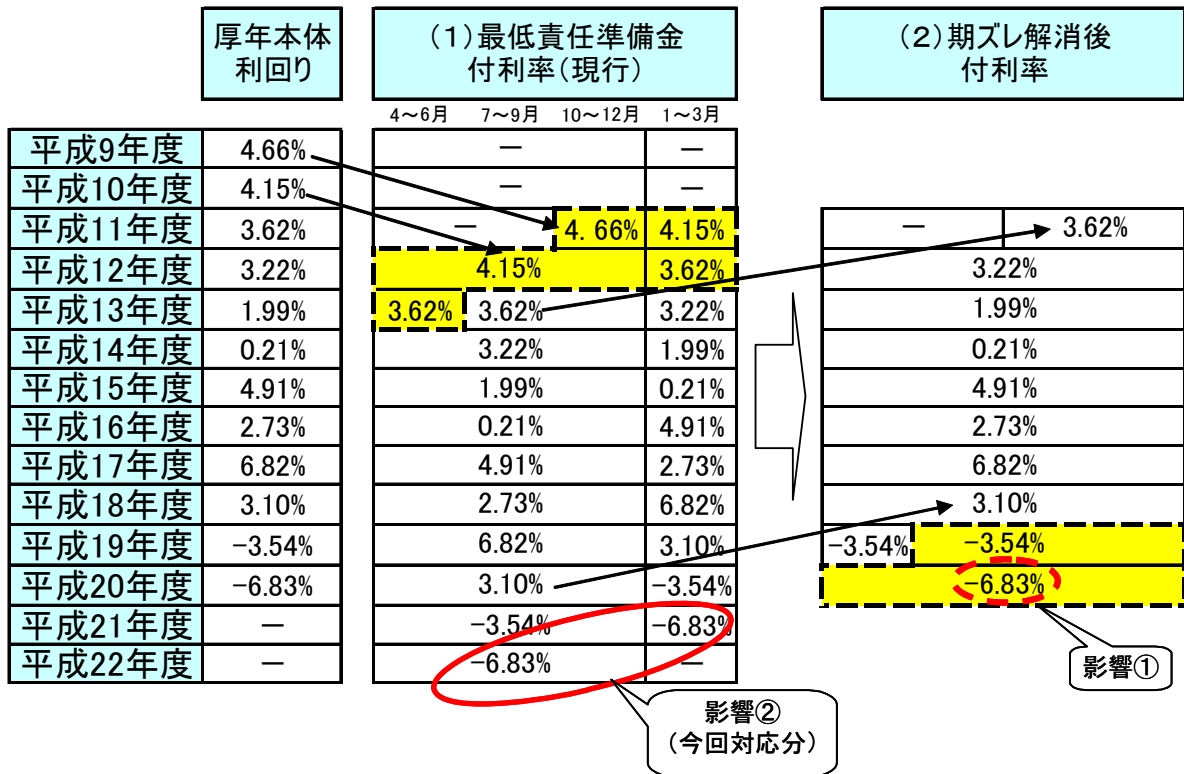 厚年本体
利回り
(1)最低責任準備金
付利率(現行)
(2)期ズレ解消後
付利率
4～6月 7～9月 10～12月 1～3月
平成9年度 4.66% － －
平成10年度 4.15% － －
平成11年度 3.62% － 4.66% 4.15% － 3.62%
平成12年度 3.22% 4.15% 3.62% 3.22%
平成13年度 1.99% 3.62% 3.62% 3.22% 1.99%
平成14年度 0.21% 3.22% 1.99% 0.21%
平成15年度 4.91% 1.99% 0.21% 4.91%
平成16年度 2.73% 0.21% 4.91% 2.73%
平成17年度 6.82% 4.91% 2.73% 6.82%
平成18年度 3.10% 2.73% 6.82% 3.10%
平成19年度 －3.54% 6.82% 3.10% －3.54% －3.54%
平成20年度 －6.83% 3.10% －3.54% －6.83%
平成21年度 － －3.54% －6.83%
平成22年度 － －6.83% －
影響①
影響②
(今回対応分)